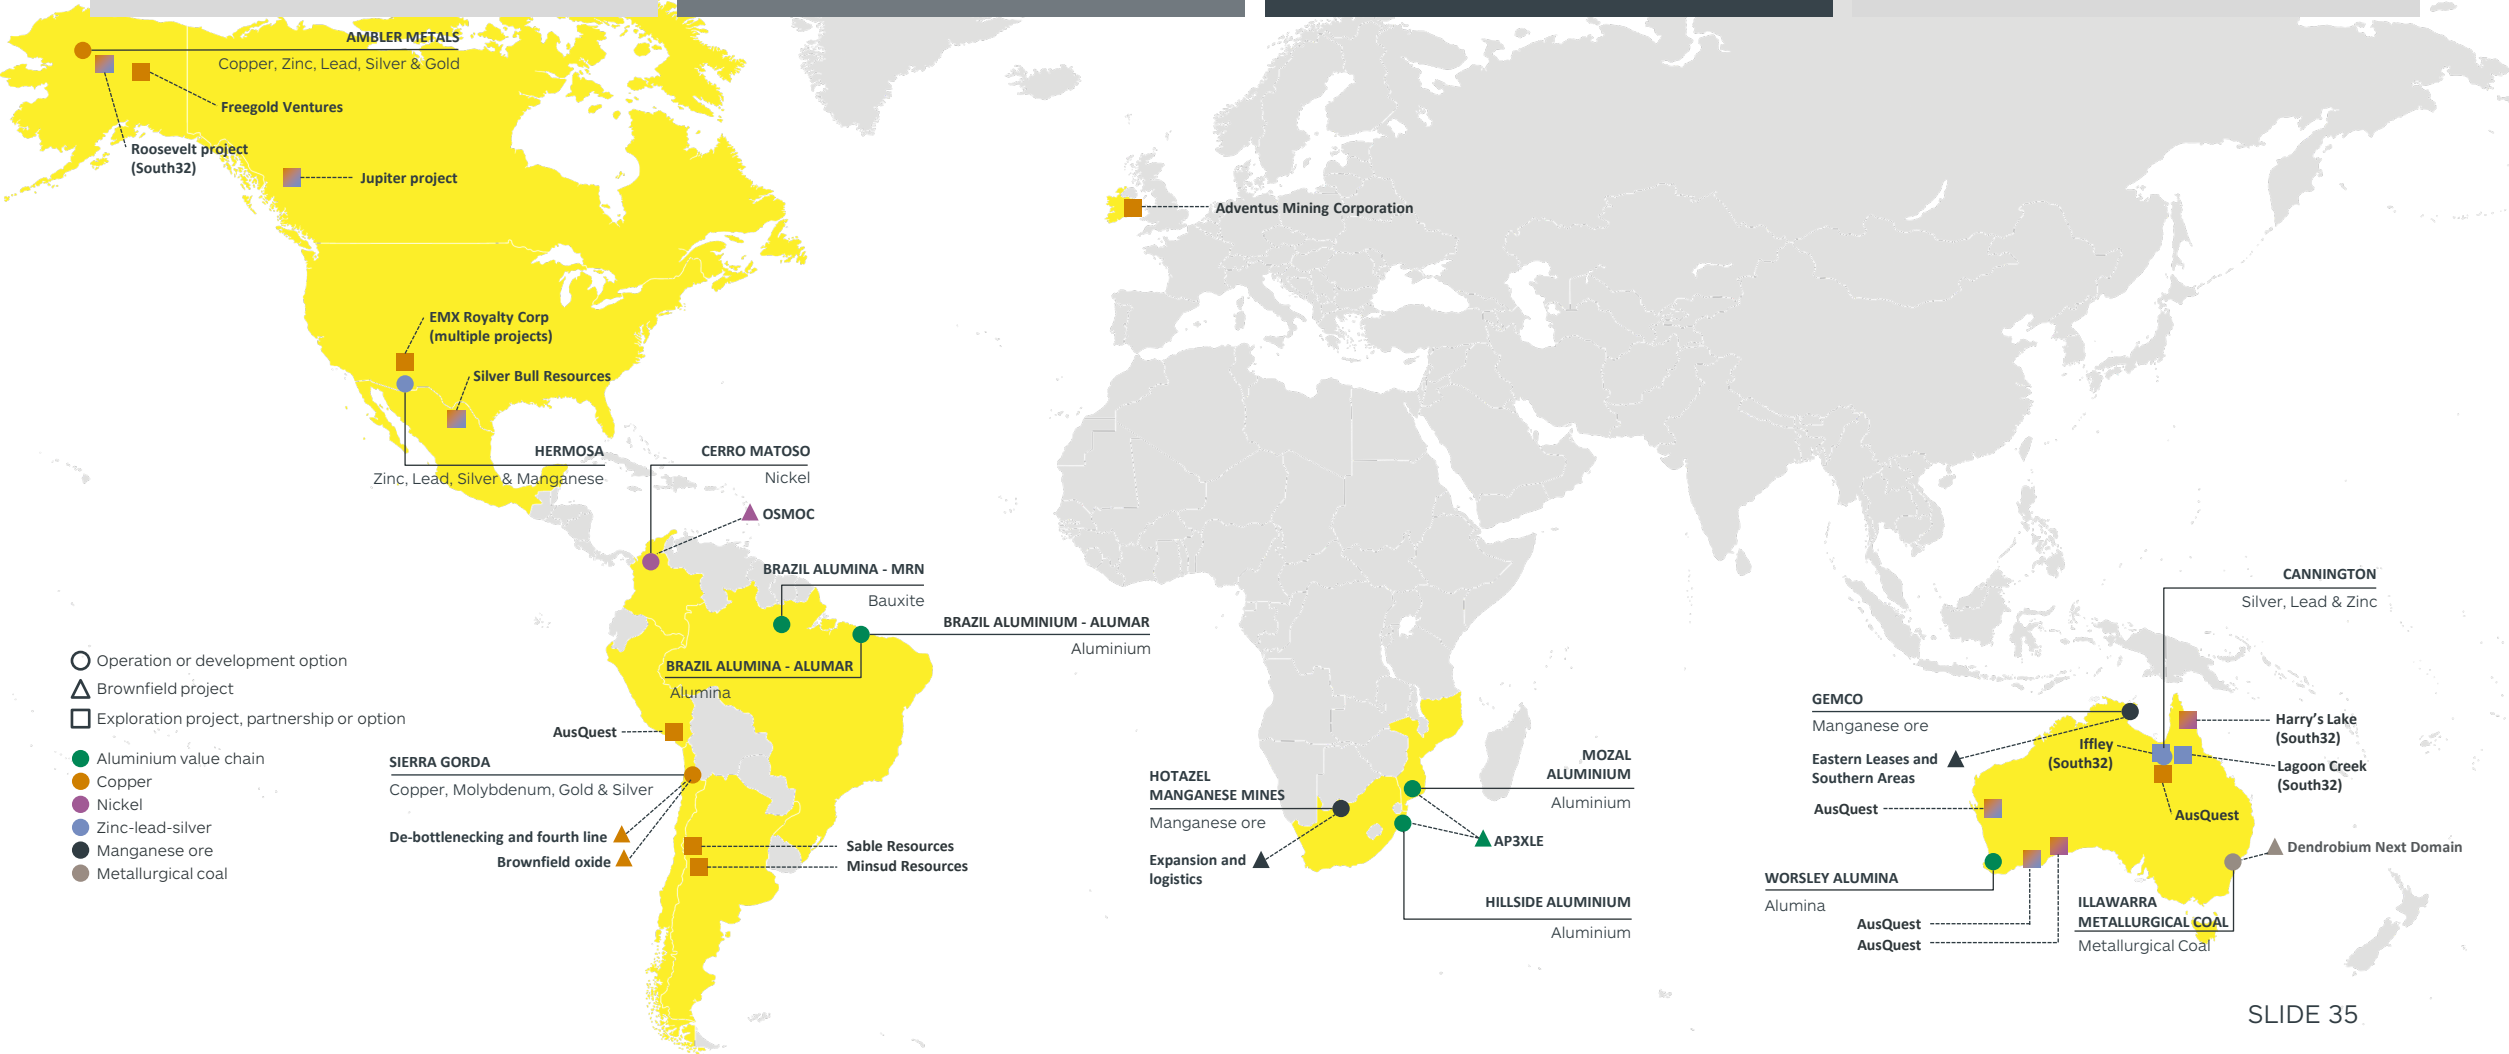 AMBLER METALS
Copper, Zinc, Lead, Silver & Gold
Freegold Ventures
Roosevelt project
(South32)
Jupiter project
Adventus Mining Corporation
EMX Royalty Corp
(multiple projects)
Silver Bull Resources
HERMOSA
Zinc, Lead, Silver & Manganese
CERRO MATOSO
Nickel
OSMOC
BRAZIL ALUMINA - MRN
Bauxite
BRAZIL ALUMINIUM - ALUMAR
Aluminium
BRAZIL ALUMINA - ALUMAR
Alumina
Operation or development option
Brownfield project
Exploration project, partnership or option
Aluminium value chain
Copper
Nickel
Zinc-lead-silver
Manganese ore
Metallurgical coal
AusQuest
SIERRA GORDA
Copper, Molybdenum, Gold & Silver
De-bottlenecking and fourth line
Brownfield oxide
Sable Resources
Minsud Resources
HOTAZEL
MANGANESE MINES
Manganese ore
Expansion and
logistics
MOZAL
ALUMINIUM
Aluminium
AP3XLE
HILLSIDE ALUMINIUM
Aluminium
CANNINGTON
Silver, Lead & Zinc
GEMCO
Manganese ore
Eastern Leases and
Southern Areas
Iffley
(South32)
Harry's Lake
(South32)
Lagoon Creek
(South32)
AusQuest
AusQuest
Dendrobium Next Domain
WORSLEY ALUMINA
Alumina
AusQuest
AusQuest
ILLAWARRA
METALLURGICAL COAL
Metallurgical Coal
SLIDE 35